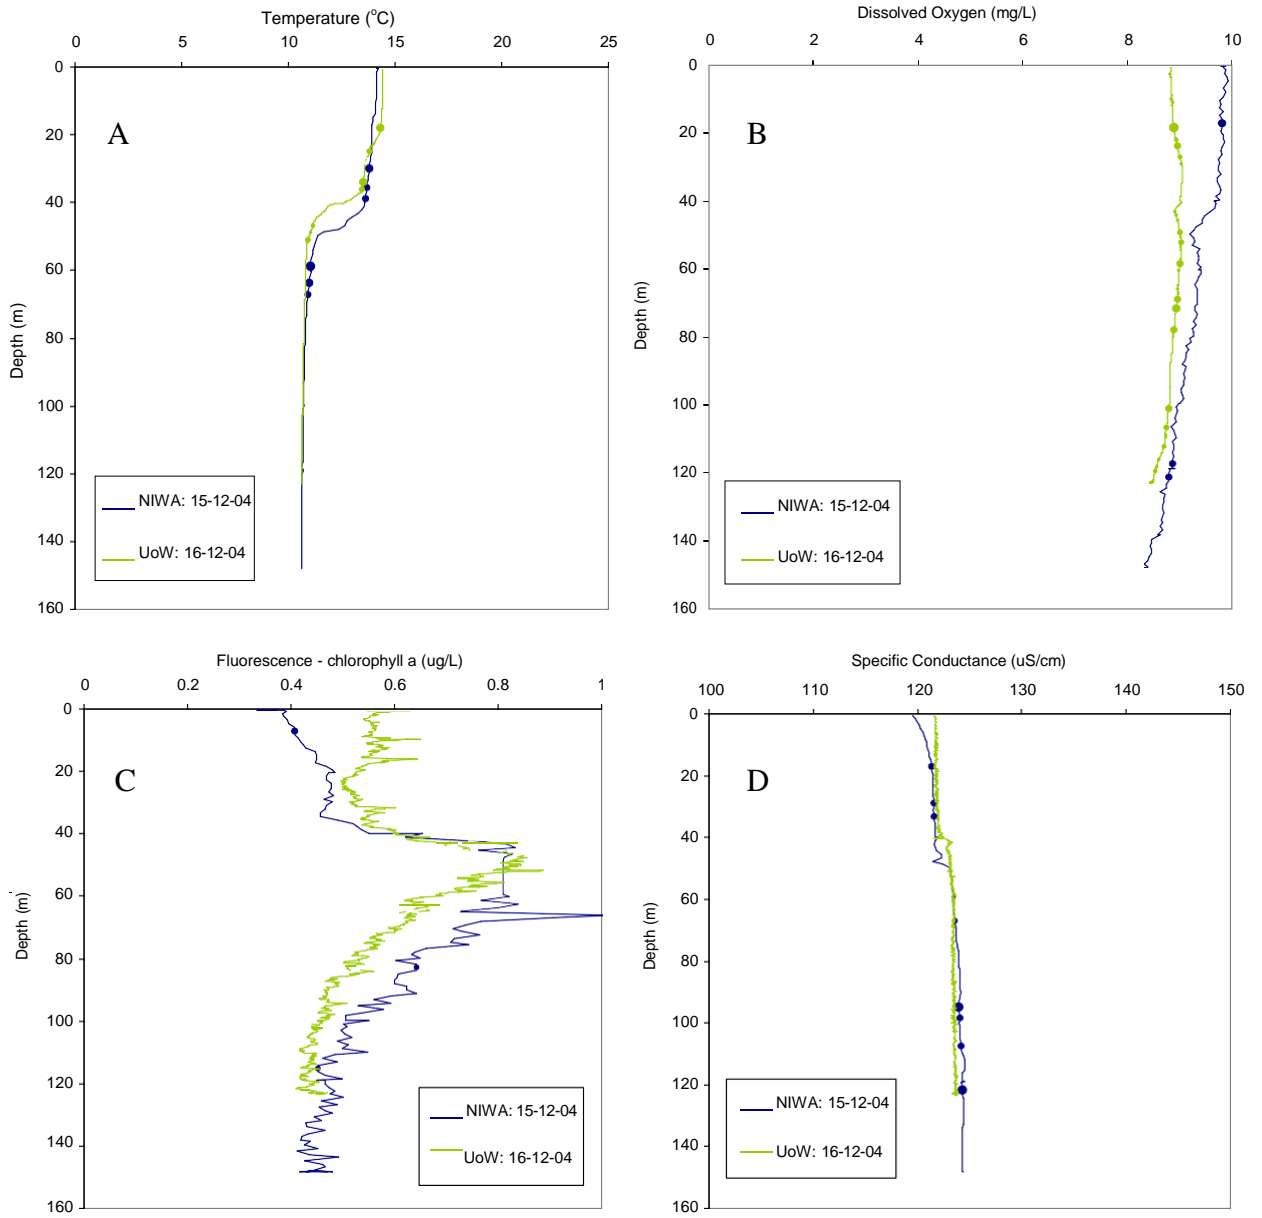 Temperature (°C)
0 5 10 15 20 25
0
20
40
60
80
100
120
140
160
Depth (m)
A
NIWA: 15-12-04
UoW: 16-12-04
Dissolved Oxygen (mg/L)
0 2 4 6 8 10
0
20
40
60
80
100
120
140
160
Depth (m)
B
NIWA: 15-12-04
UoW: 16-12-04
Fluorescence - chlorophyll a (ug/L)
0 0.2 0.4 0.6 0.8 1
0
20
40
60
80
100
120
140
160
Depth (m)
C
NIWA: 15-12-04
UoW: 16-12-04
Specific Conductance (uS/cm)
100 110 120 130 140 150
0
20
40
60
80
100
120
140
160
Depth (m)
D
NIWA: 15-12-04
UoW: 16-12-04